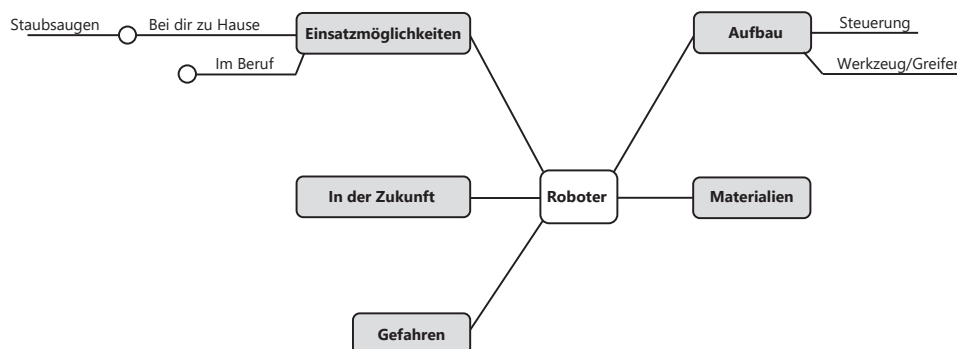 Staubsaugen
Bei dir zu Hause
Einsatzmöglichkeiten
Im Beruf
Aufbau
Steuerung
Werkzeug/Greifer
In der Zukunft
Roboter
Materialien
Gefahren